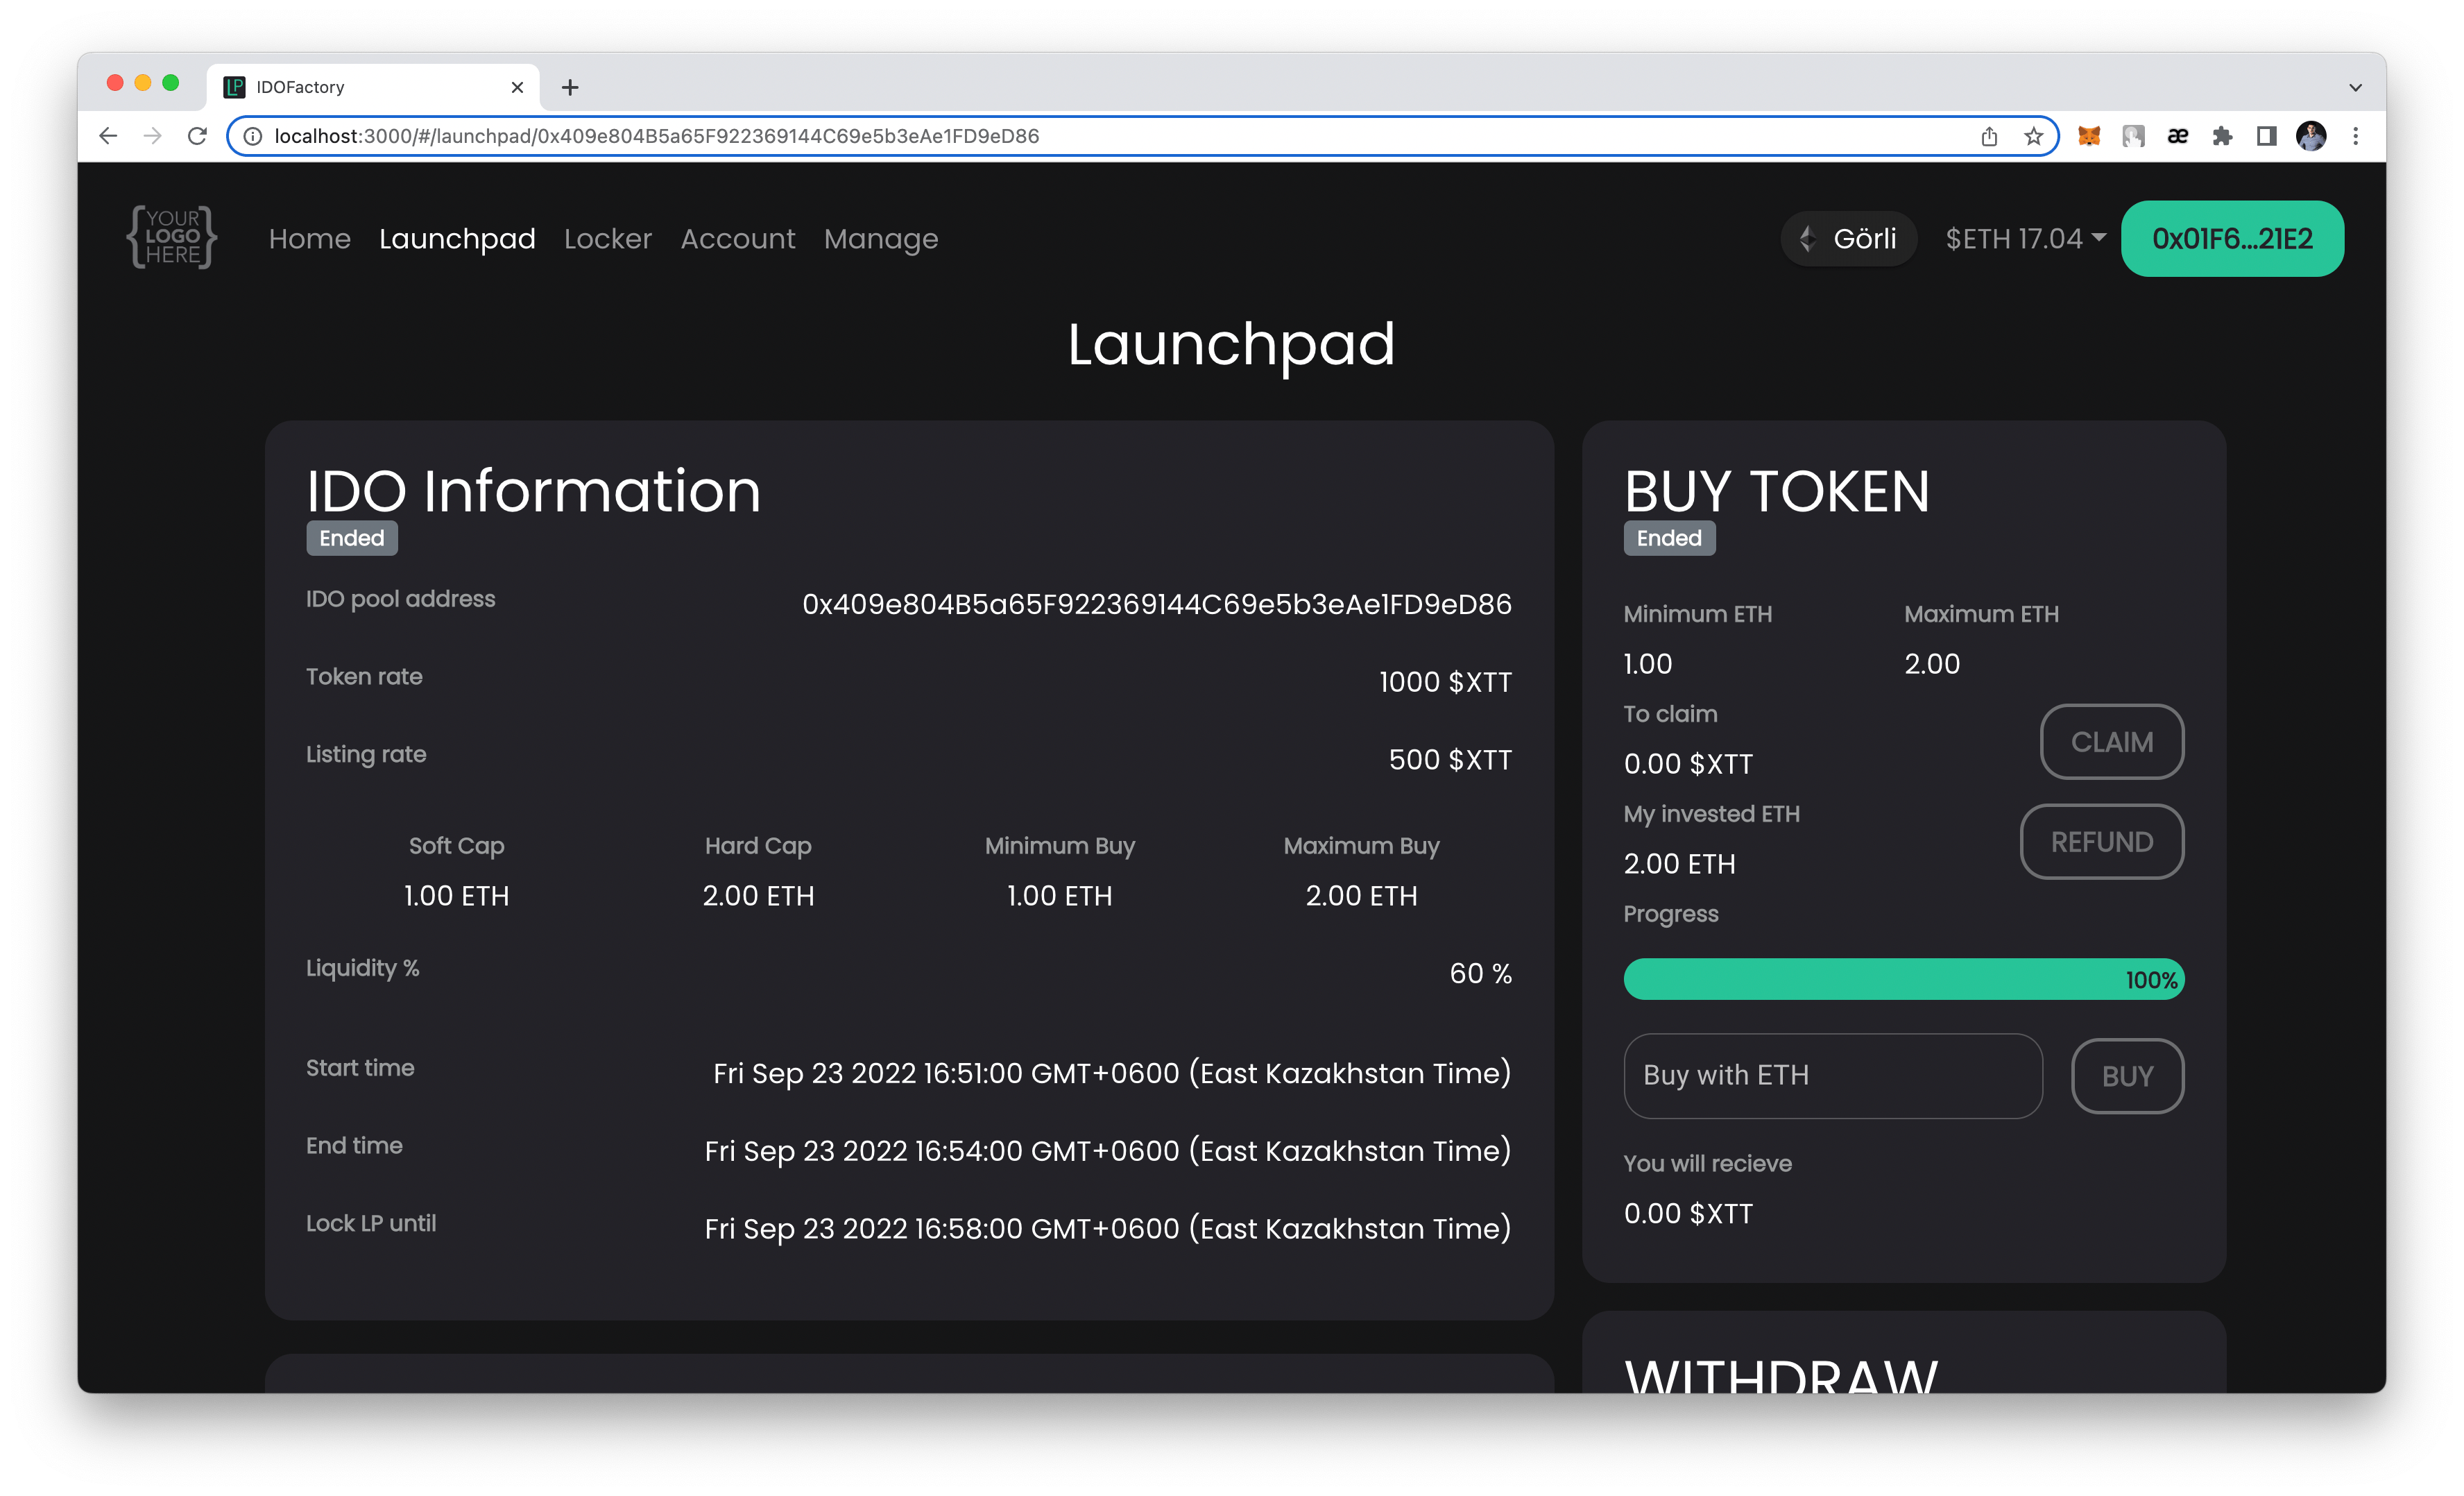 IDOFactory
localhost:3000/#/launchpad/0x409e804B5a65F922369144C69e5b3eAe1FD9eD86
æ
{YOUR LOGO HERE}
Home Launchpad Locker Account Manage
Görli
$ETH 17.04
0x01F6...21E2
Launchpad
IDO Information
Ended
IDO pool address 0x409e804B5a65F922369144C69e5b3eAe1FD9eD86
Token rate 1000 $XTT
Listing rate 500 $XTT
Soft Cap Hard Cap Minimum Buy Maximum Buy
1.00 ETH 2.00 ETH 1.00 ETH 2.00 ETH
Liquidity % 60 %
Start time Fri Sep 23 2022 16:51:00 GMT+0600 (East Kazakhstan Time)
End time Fri Sep 23 2022 16:54:00 GMT+0600 (East Kazakhstan Time)
Lock LP until Fri Sep 23 2022 16:58:00 GMT+0600 (East Kazakhstan Time)
BUY TOKEN
Ended
Minimum ETH Maximum ETH
1.00 2.00
To claim
0.00 $XTT
CLAIM
My invested ETH
2.00 ETH
REFUND
Progress
100%
Buy with ETH BUY
You will recieve
0.00 $XTT
WITHDRAW